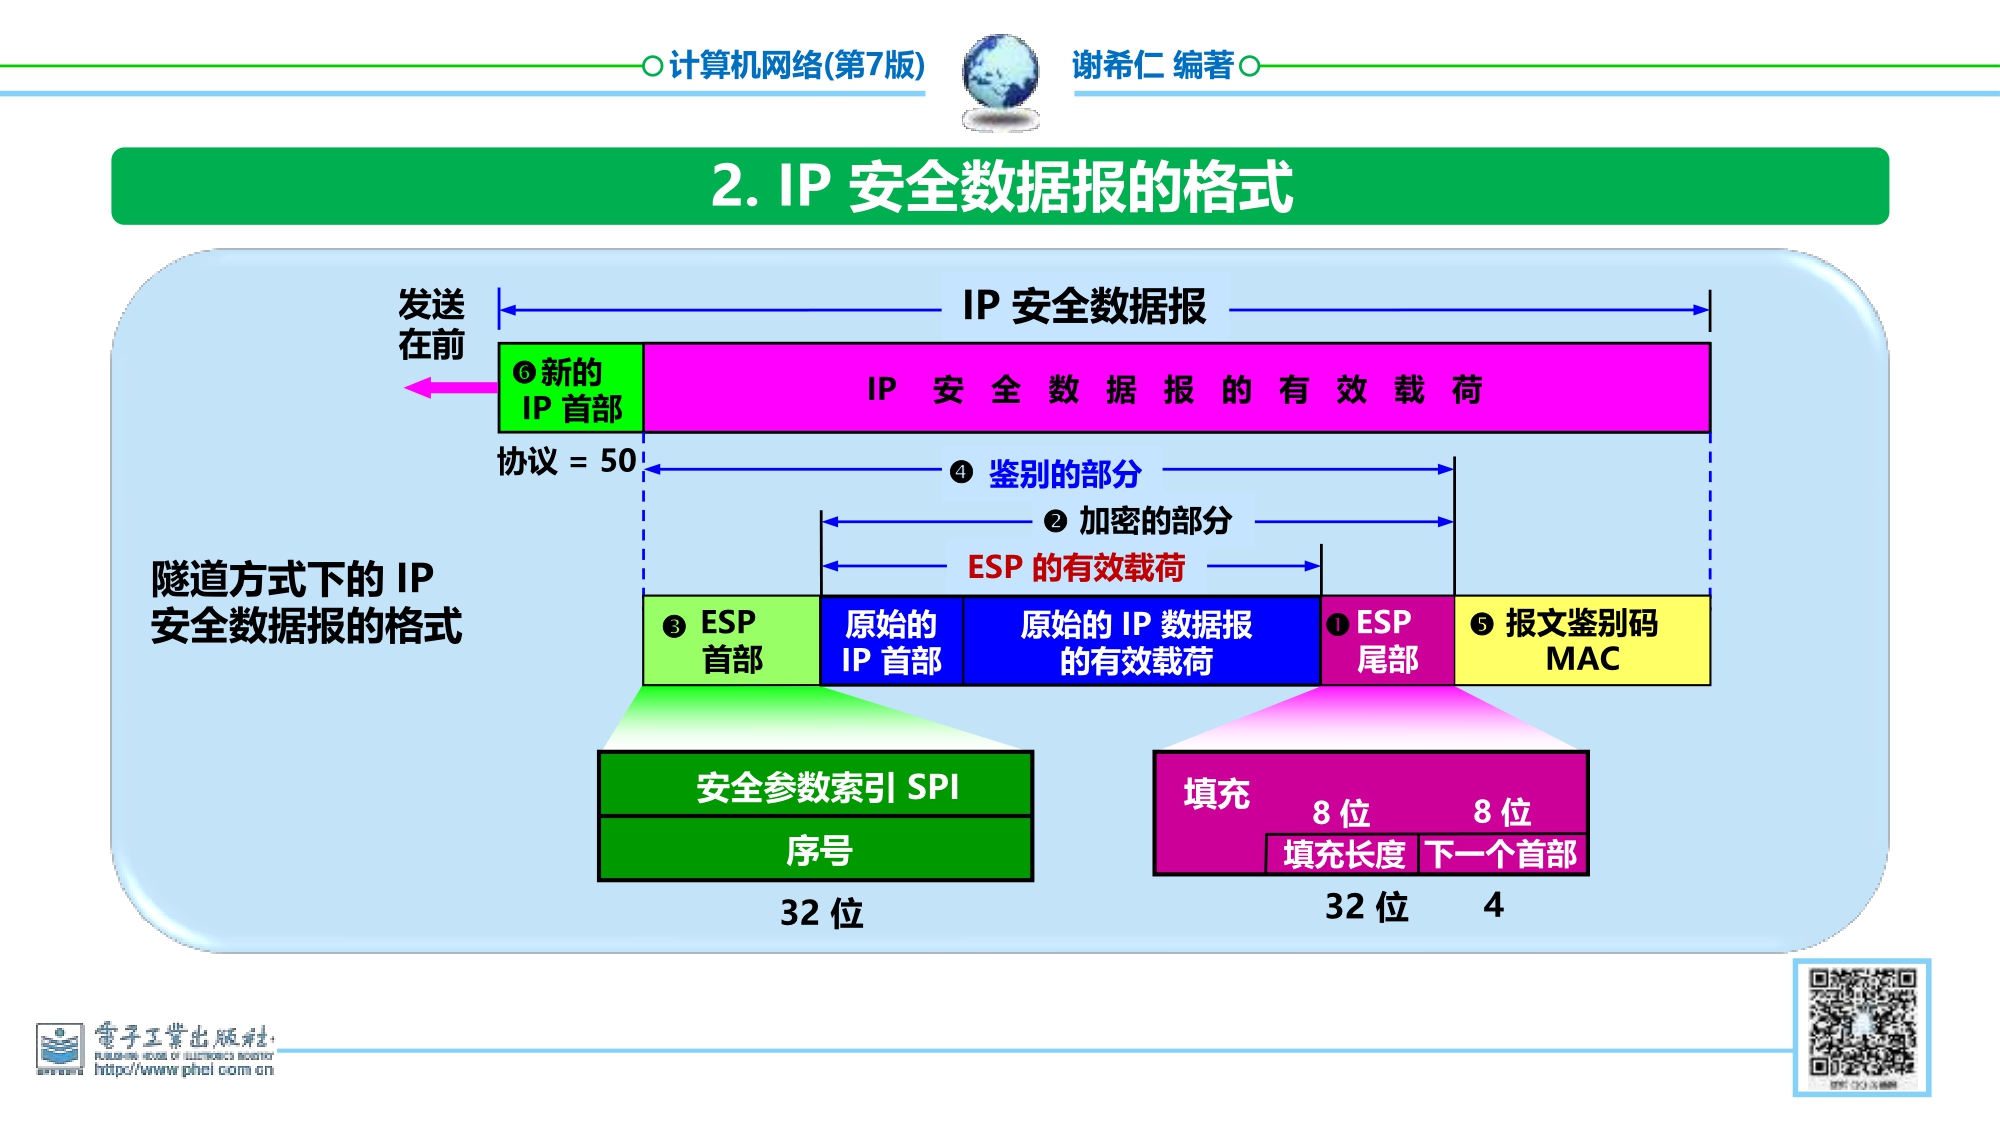 计算机网络(第7版)
谢希仁 编著
2. IP 安全数据报的格式
发送
在前
IP 安全数据报
❻新的
IP 首部
IP 安 全 数 据 报 的 有 效 载 荷
协议 = 50
❹ 鉴别的部分
❷ 加密的部分
ESP 的有效载荷
隧道方式下的 IP
安全数据报的格式
❸ ESP
首部
原始的
IP 首部
原始的 IP 数据报
的有效载荷
❶ ESP
尾部
❺ 报文鉴别码
MAC
安全参数索引 SPI
序号
32 位
填充
8 位
8 位
填充长度
下一个首部
32 位
4
電子工業出版社
PUBLISHING HOUSE OF ELECTRONICS INDUSTRY
http://www.phei.com.cn